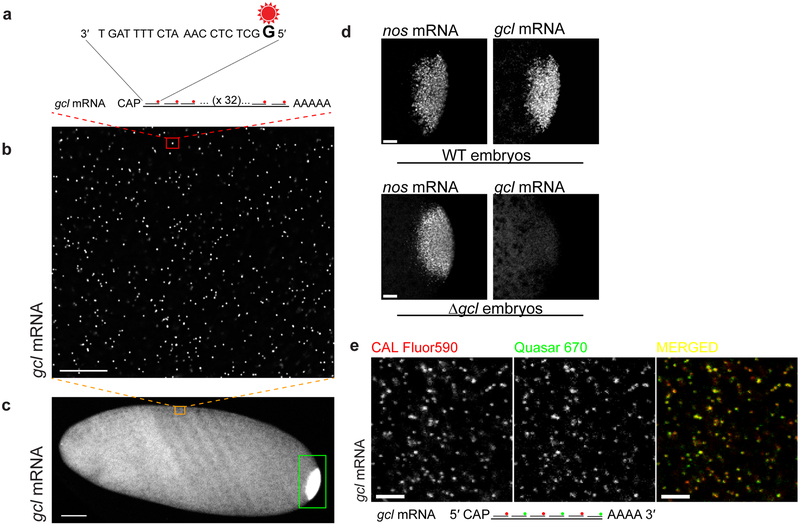 a
3′ T GAT TTT CTA AAC CTC TCG G 5′
gcl mRNA CAP ... (x 32)... AAAAA
b
gcl mRNA
c
gcl mRNA
d
nos mRNA gcl mRNA
WT embryos
nos mRNA gcl mRNA
Δgcl embryos
e
CAL Fluor590 Quasar 670 MERGED
gcl mRNA
gcl mRNA 5′ CAP AAAA 3′